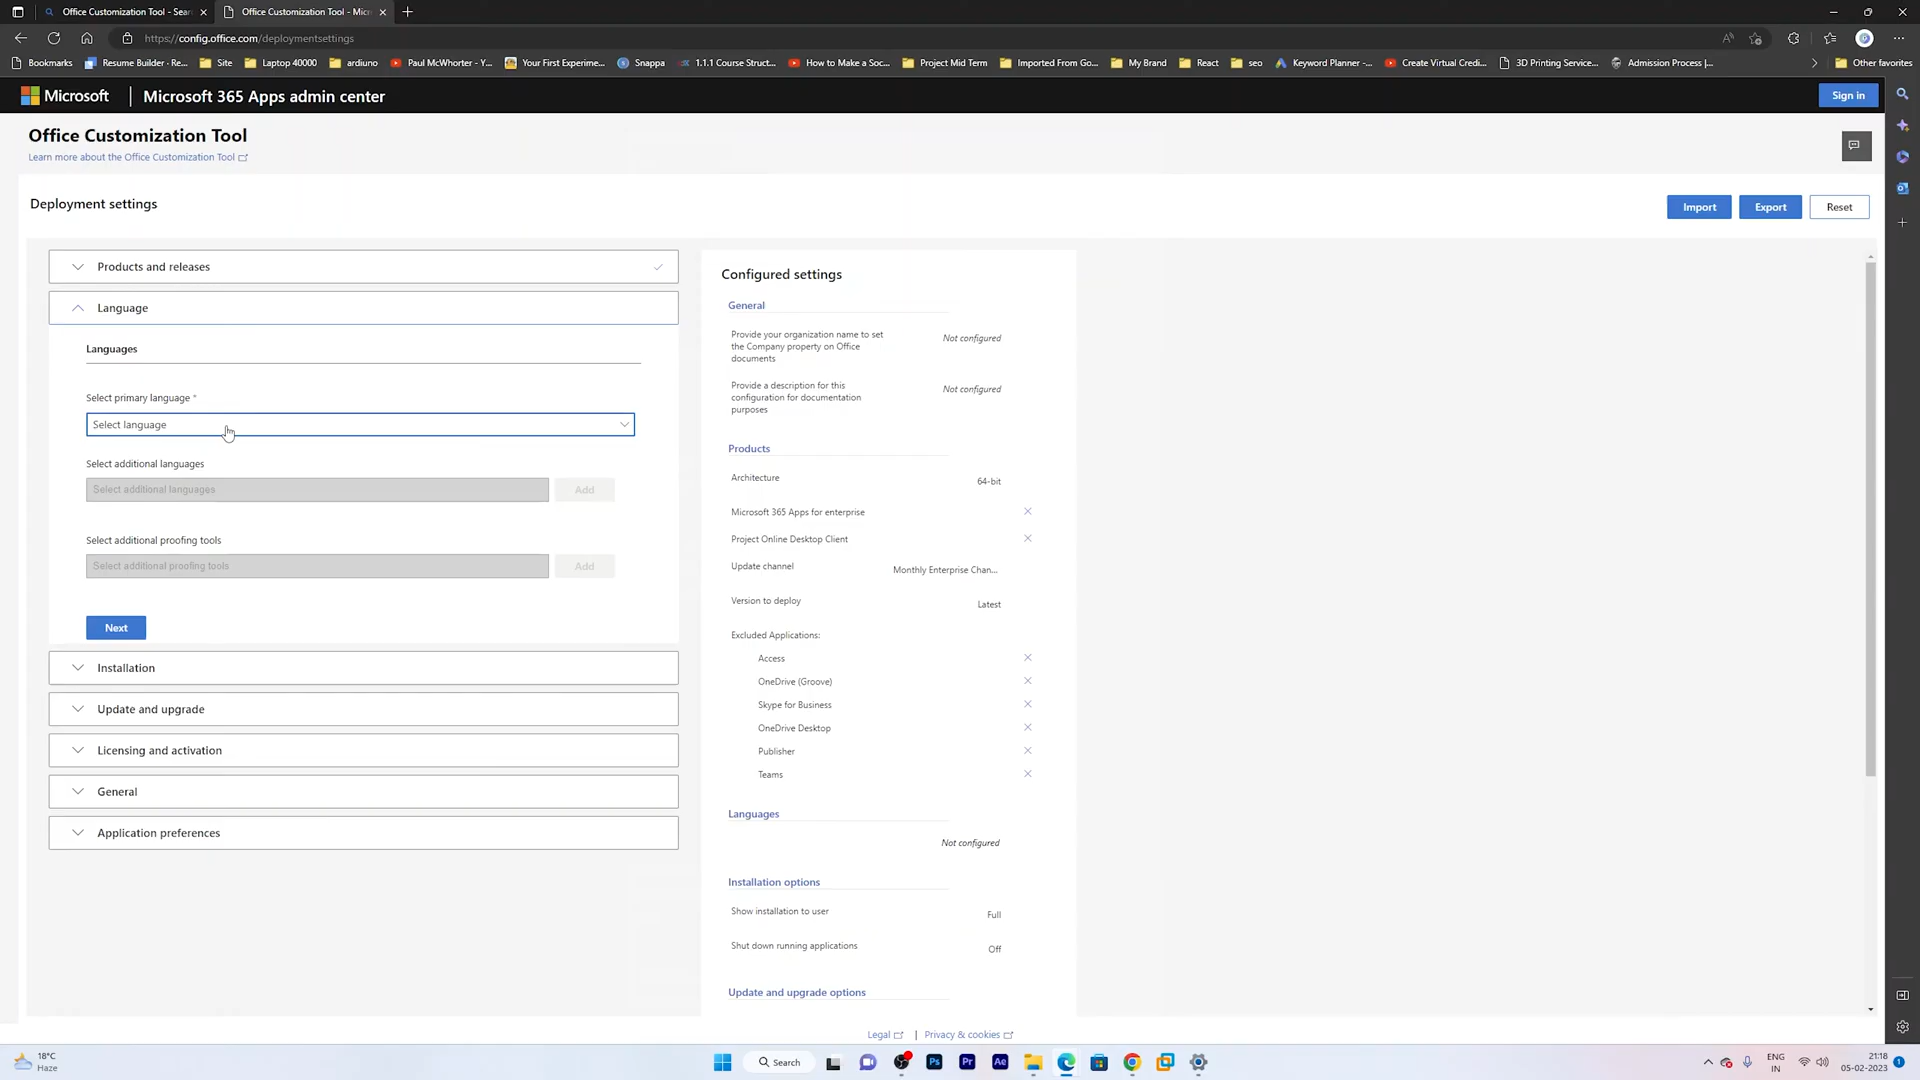 Office Customization Tool - Sear
Office Customization Tool - Micr
https://config.office.com/deploymentsettings
Bookmarks
Resume Builder - Re...
Site
Laptop 40000
ardiuno
Paul McWhorter - Y...
Your First Experime...
Snappa
1.1.1 Course Struct...
How to Make a Soc...
Project Mid Term
Imported From Go...
My Brand
React
seo
Keyword Planner -...
Create Virtual Credi...
3D Printing Service...
Admission Process |...
Other favorites
Microsoft
Microsoft 365 Apps admin center
Sign in
Office Customization Tool
Learn more about the Office Customization Tool
Deployment settings
Import
Export
Reset
Products and releases
Language
Languages
Select primary language *
Select language
Select additional languages
Select additional languages
Add
Select additional proofing tools
Select additional proofing tools
Add
Next
Installation
Update and upgrade
Licensing and activation
General
Application preferences
Configured settings
General
Provide your organization name to set
the Company property on Office
documents
Not configured
Provide a description for this
configuration for documentation
purposes
Not configured
Products
Architecture
64-bit
Microsoft 365 Apps for enterprise
Project Online Desktop Client
Update channel
Monthly Enterprise Chan...
Version to deploy
Latest
Excluded Applications:
Access
OneDrive (Groove)
Skype for Business
OneDrive Desktop
Publisher
Teams
Languages
Not configured
Installation options
Show installation to user
Full
Shut down running applications
Off
Update and upgrade options
Legal
| Privacy & cookies
18°C
Haze
Search
Ps
Pr
Ae
ENG
IN
21:18
05-02-2023
1